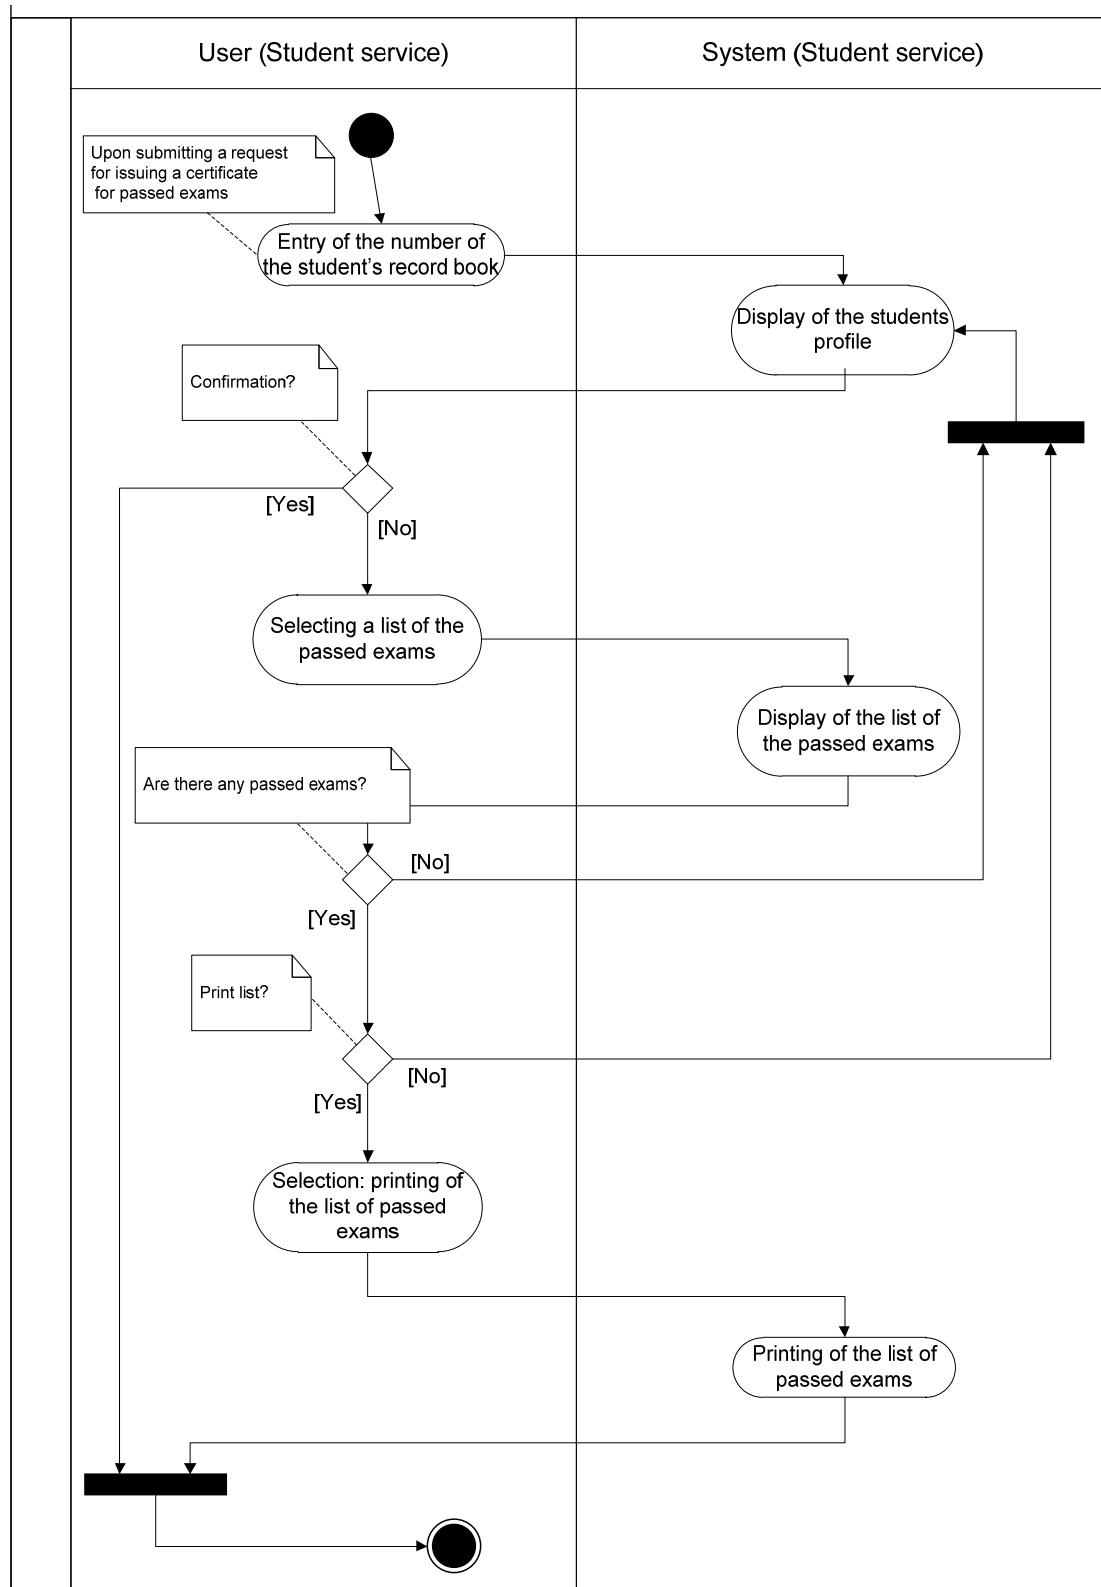 User (Student service)
System (Student service)
Upon submitting a request
for issuing a certificate
for passed exams
Entry of the number of
the student's record book
Display of the students
profile
Confirmation?
[Yes]
[No]
Selecting a list of the
passed exams
Display of the list of
the passed exams
Are there any passed exams?
[No]
[Yes]
Print list?
[No]
[Yes]
Selection: printing of
the list of passed
exams
Printing of the list of
passed exams